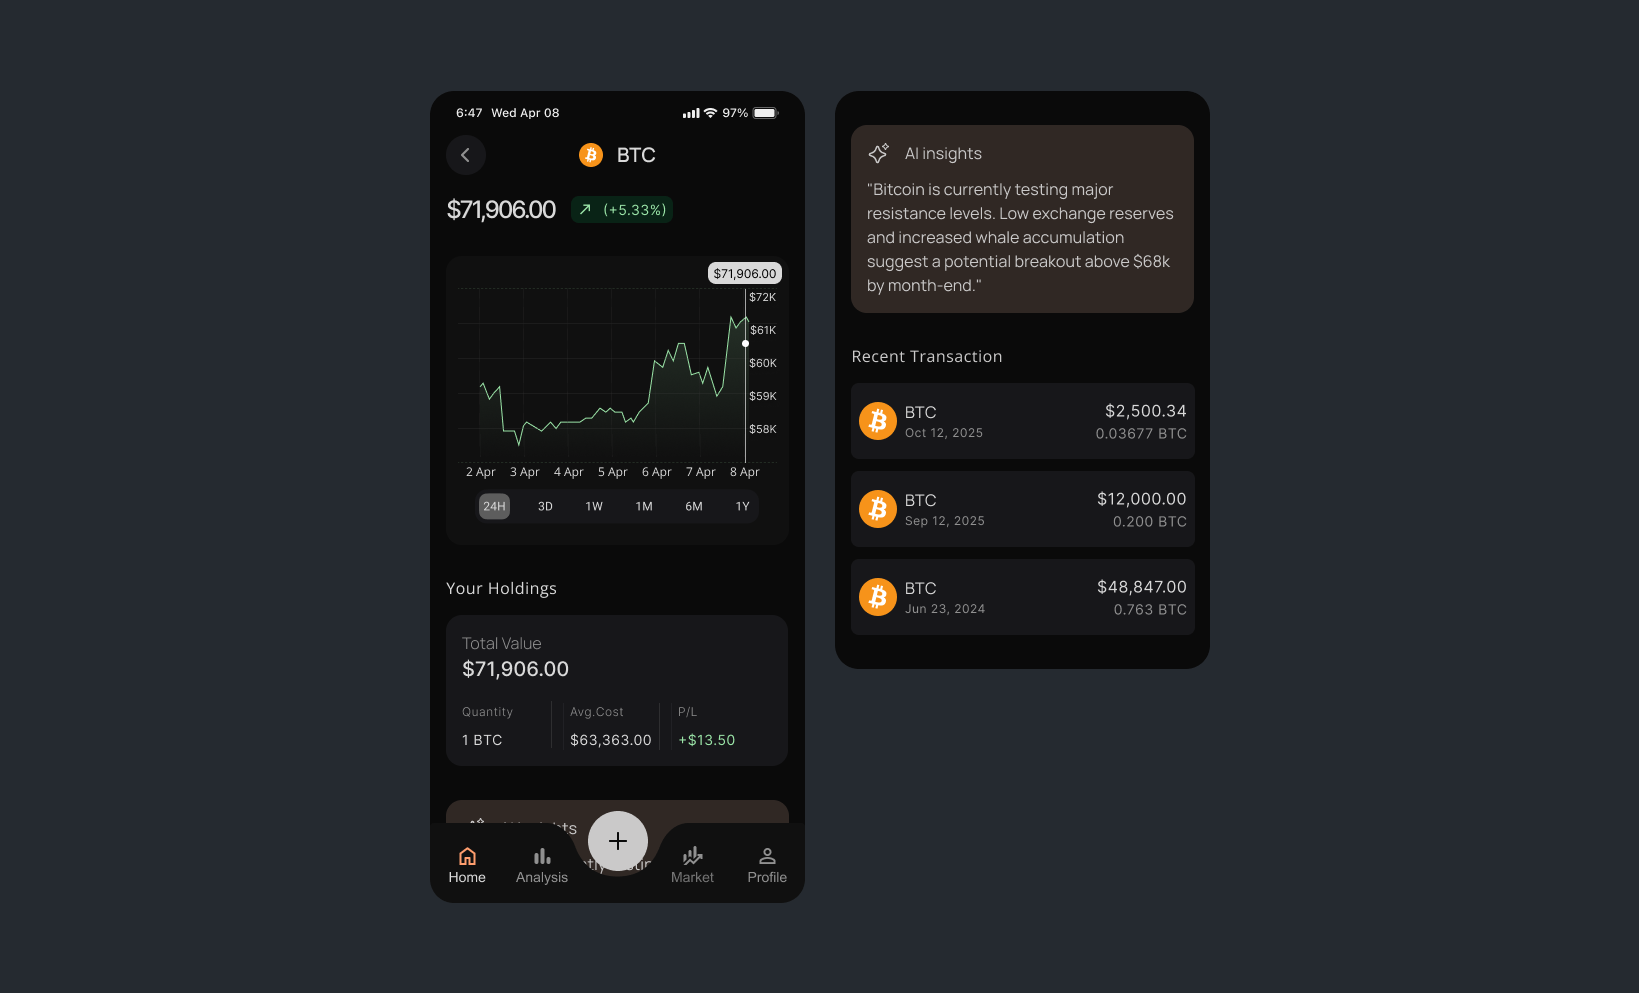 6:47 Wed Apr 08 97%
BTC
$71,906.00 (+5.33%)
$71,906.00
$72K
$61K
$60K
$59K
$58K
2 Apr 3 Apr 4 Apr 5 Apr 6 Apr 7 Apr 8 Apr
24H 3D 1W 1M 6M 1Y
Your Holdings
Total Value
$71,906.00
Quantity Avg.Cost P/L
1 BTC $63,363.00 +$13.50
Home Analysis Market Profile
AI insights
"Bitcoin is currently testing major
resistance levels. Low exchange reserves
and increased whale accumulation
suggest a potential breakout above $68k
by month-end."
Recent Transaction
BTC $2,500.34
Oct 12, 2025 0.03677 BTC
BTC $12,000.00
Sep 12, 2025 0.200 BTC
BTC $48,847.00
Jun 23, 2024 0.763 BTC